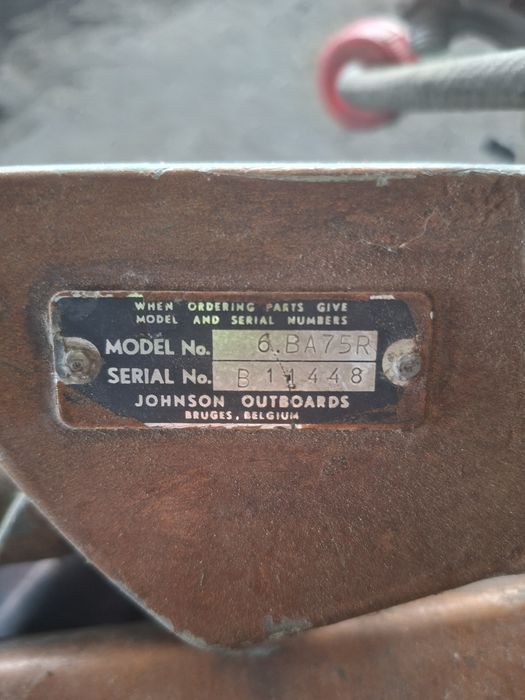 WHEN ORDERING PARTS GIVE
MODEL AND SERIAL NUMBERS
MODEL No. 6.BA75R
SERIAL No. B 11448
JOHNSON OUTBOARDS
BRUGES, BELGIUM